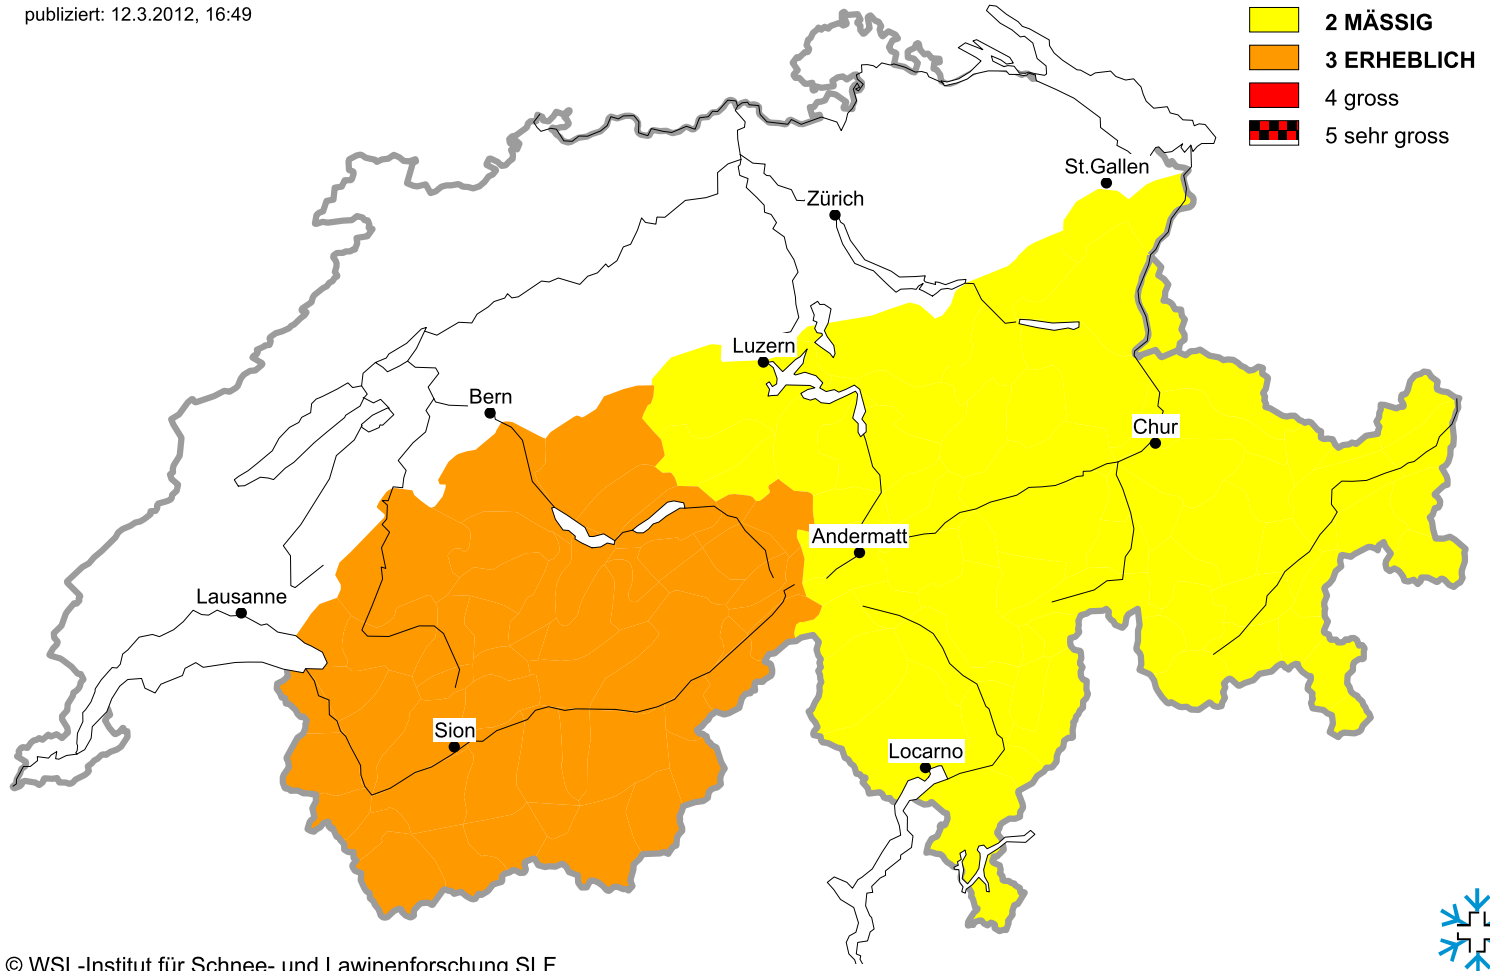 publiziert: 12.3.2012, 16:49
2 MÄSSIG
3 ERHEBLICH
4 gross
5 sehr gross
St.Gallen
Zürich
Luzern
Bern
Chur
Andermatt
Lausanne
Sion
Locarno
© WSL-Institut für Schnee- und Lawinenforschung SLF